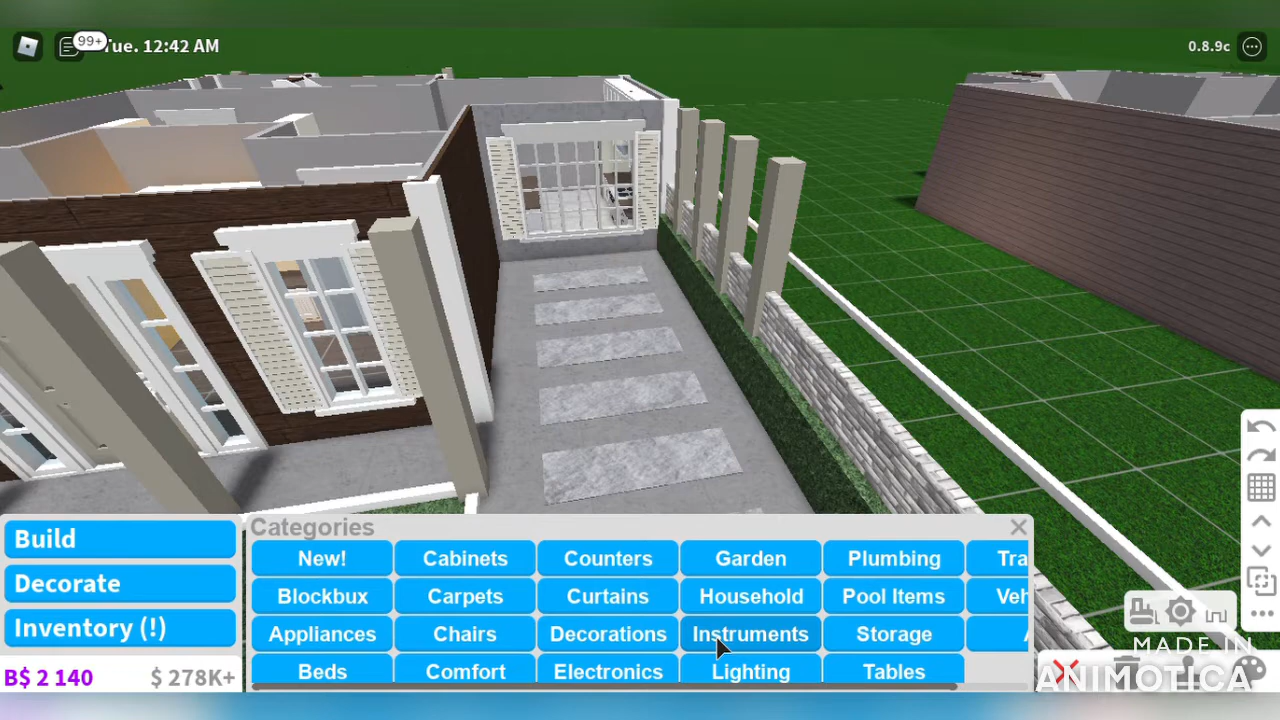 99+
Tue. 12:42 AM
0.8.9c
Build
Decorate
Inventory (!)
B$ 2 140
$ 278K+
Categories
New! Cabinets Counters Garden Plumbing Tra
Blockbux Carpets Curtains Household Pool Items Veh
Appliances Chairs Decorations Instruments Storage
Beds Comfort Electronics Lighting Tables
MADE IN
ANIMOTICA